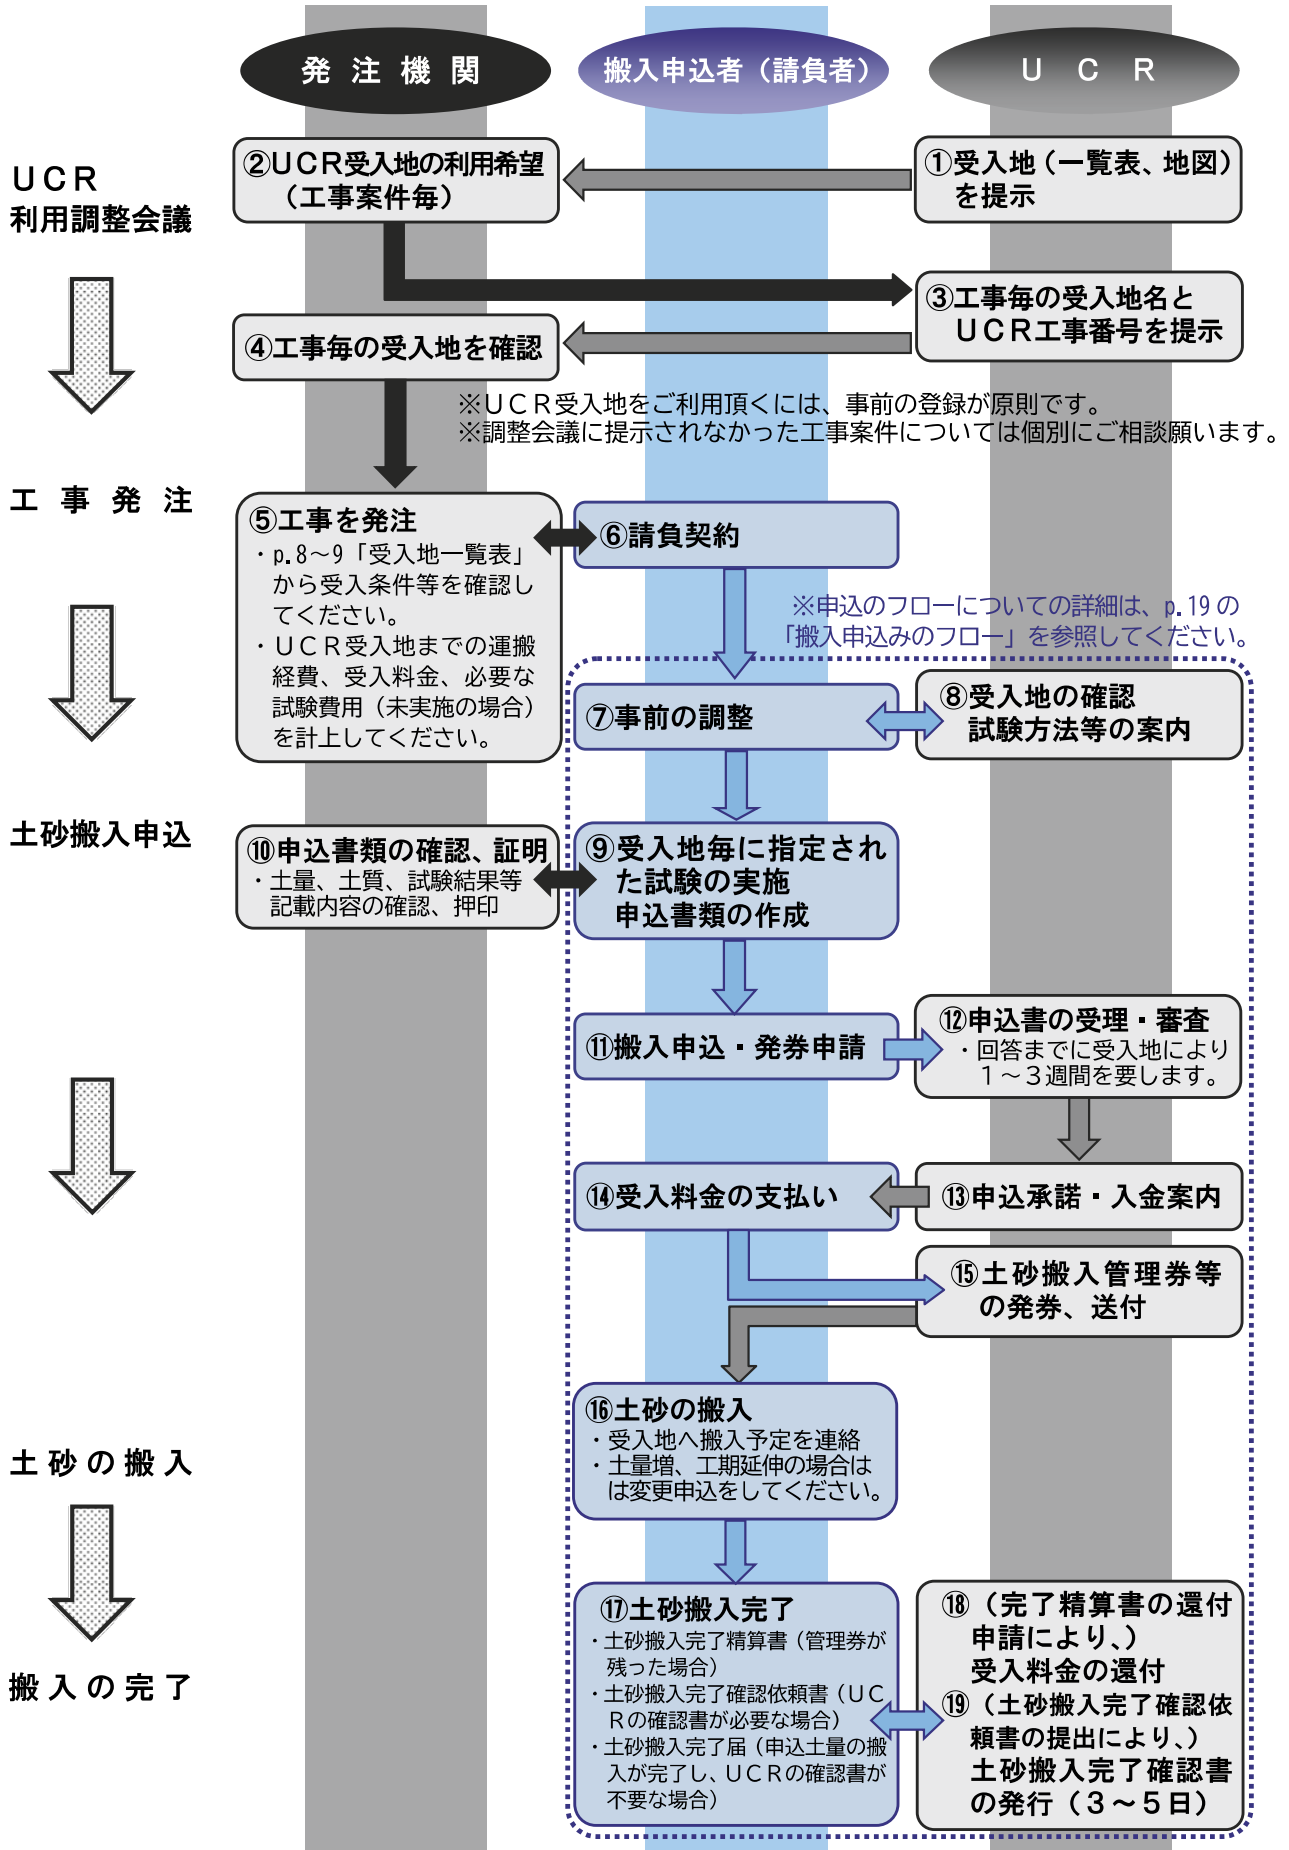 発注機関
搬入申込者（請負者）
ＵＣＲ
ＵＣＲ
利用調整会議
②ＵＣＲ受入地の利用希望
（工事案件毎）
①受入地（一覧表、地図）
を提示
③工事毎の受入地名と
ＵＣＲ工事番号を提示
④工事毎の受入地を確認
※ＵＣＲ受入地をご利用頂くには、事前の登録が原則です。
※調整会議に提示されなかった工事案件については個別にご相談願います。
工事発注
⑤工事を発注
・p.8～9「受入地一覧表」
から受入条件等を確認し
てください。
・ＵＣＲ受入地までの運搬
経費、受入料金、必要な
試験費用（未実施の場合）
を計上してください。
⑥請負契約
※申込のフローについての詳細は、p.19の
「搬入申込みのフロー」を参照してください。
⑦事前の調整
⑧受入地の確認
試験方法等の案内
土砂搬入申込
⑩申込書類の確認、証明
・土量、土質、試験結果等
記載内容の確認、押印
⑨受入地毎に指定され
た試験の実施
申込書類の作成
⑪搬入申込・発券申請
⑫申込書の受理・審査
・回答までに受入地により
１～３週間を要します。
⑭受入料金の支払い
⑬申込承諾・入金案内
⑮土砂搬入管理券等
の発券、送付
土砂の搬入
⑯土砂の搬入
・受入地へ搬入予定を連絡
・土量増、工期延伸の場合は
は変更申込をしてください。
搬入の完了
⑰土砂搬入完了
・土砂搬入完了精算書（管理券が
残った場合）
・土砂搬入完了確認依頼書（ＵＣ
Ｒの確認書が必要な場合）
・土砂搬入完了届（申込土量の搬
入が完了し、ＵＣＲの確認書が
不要な場合）
⑱（完了精算書の還付
申請により、）
受入料金の還付
⑲（土砂搬入完了確認依
頼書の提出により、）
土砂搬入完了確認書
の発行（３～５日）